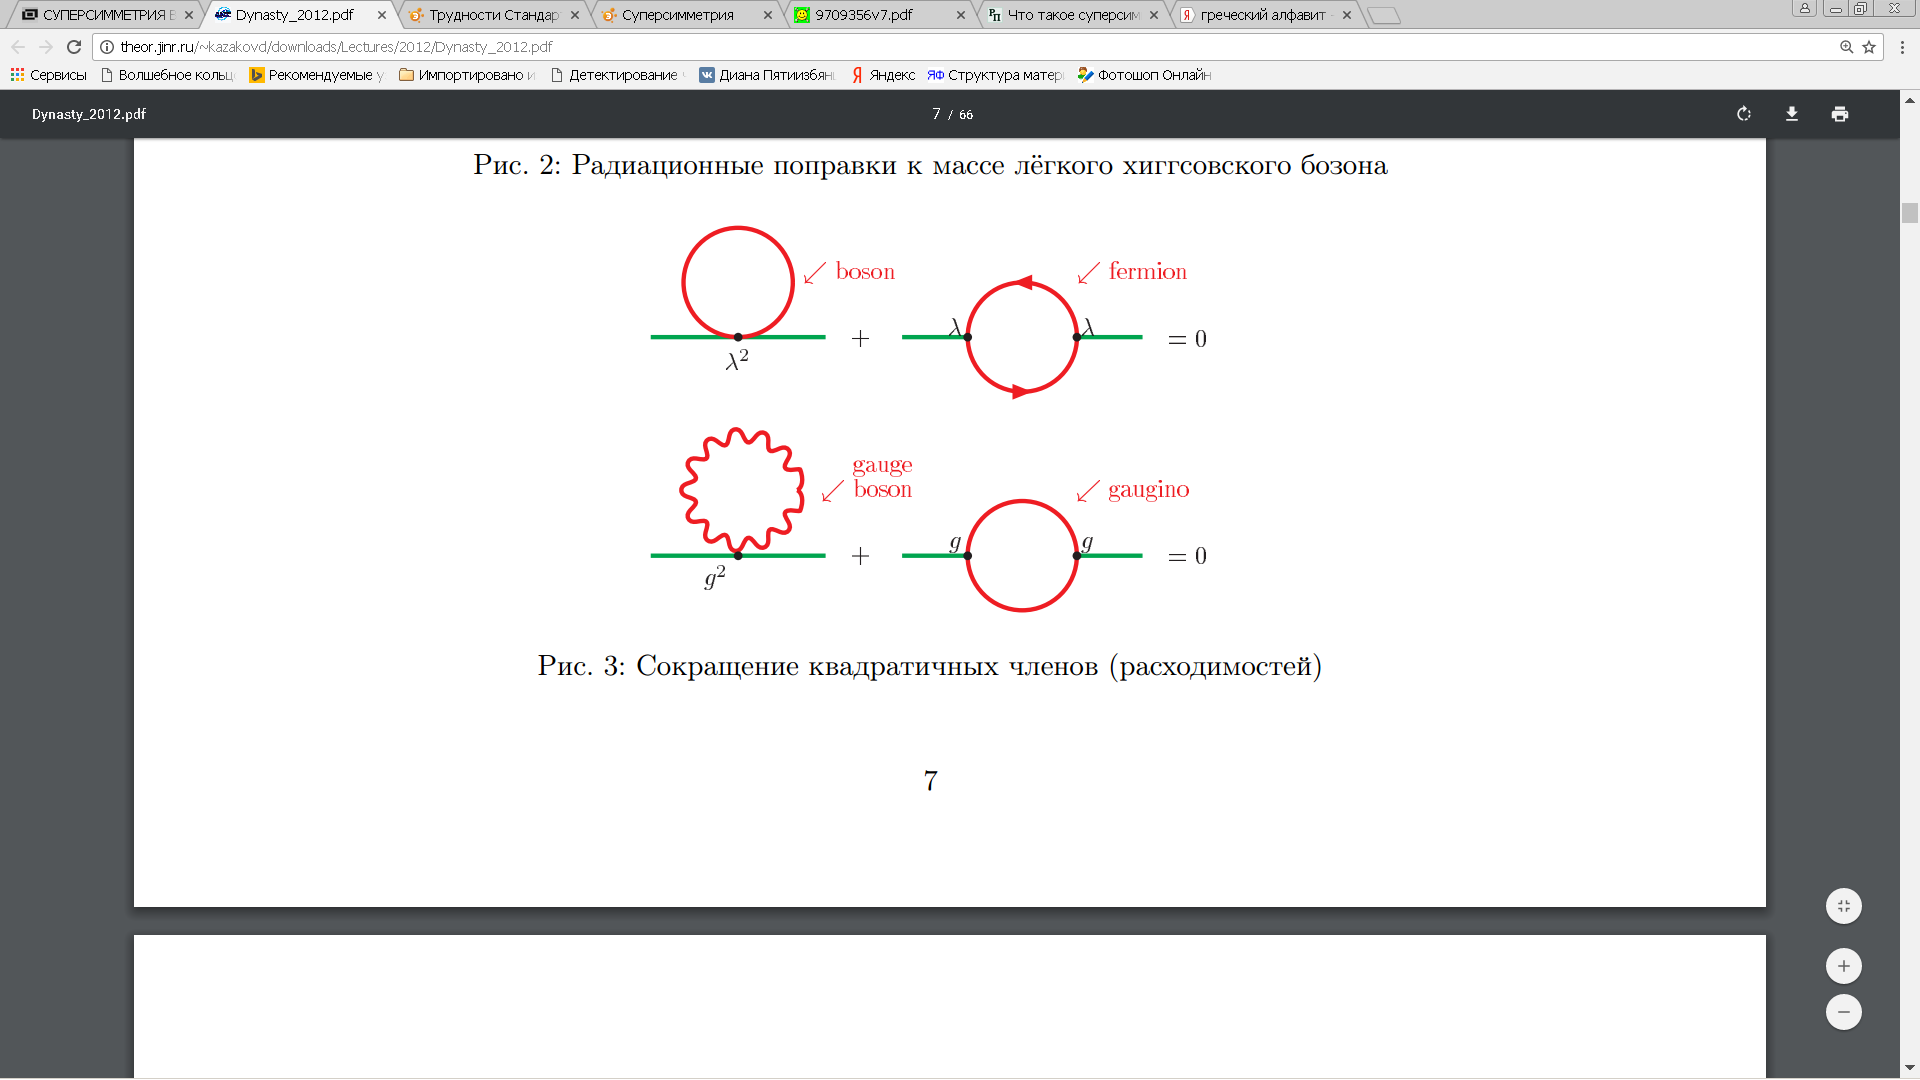 СУПЕРСИММЕТРИЯ В
Dynasty_2012.pdf
Трудности Стандар
Суперсимметрия
9709356v7.pdf
Что такое суперсим
греческий алфавит -
theor.jinr.ru/~kazakovd/downloads/Lectures/2012/Dynasty_2012.pdf
Сервисы
Волшебное кольц
Рекомендуемые у
Импортировано и
Детектирование ч
Диана Пятиизбян
Яндекс
ЯФ Структура матер
Фотошоп Онлайн
Dynasty_2012.pdf
7 / 66
Рис. 2: Радиационные поправки к массе лёгкого хиггсовского бозона
boson
fermion
λ λ
+ = 0
λ²
gauge
boson
gaugino
g g
+ = 0
g²
Рис. 3: Сокращение квадратичных членов (расходимостей)
7